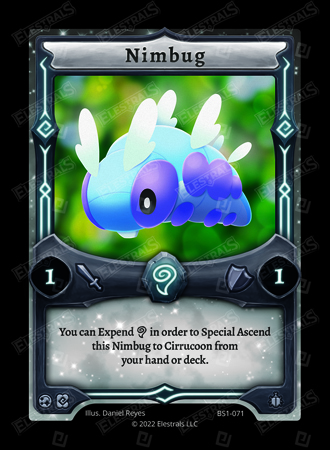 Nimbug
1
1
You can Expend in order to Special Ascend
this Nimbug to Cirrucoon from
your hand or deck.
Illus. Daniel Reyes
BS1-071
© 2022 Elestrals LLC
ELESTRALS